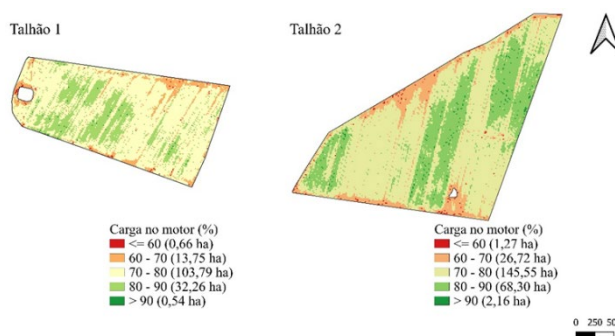 Talhão 1
Talhão 2
Carga no motor (%)
<= 60 (0,66 ha)
60 - 70 (13,75 ha)
70 - 80 (103,79 ha)
80 - 90 (32,26 ha)
> 90 (0,54 ha)
Carga no motor (%)
<= 60 (1,27 ha)
60 - 70 (26,72 ha)
70 - 80 (145,55 ha)
80 - 90 (68,30 ha)
> 90 (2,16 ha)
0 250